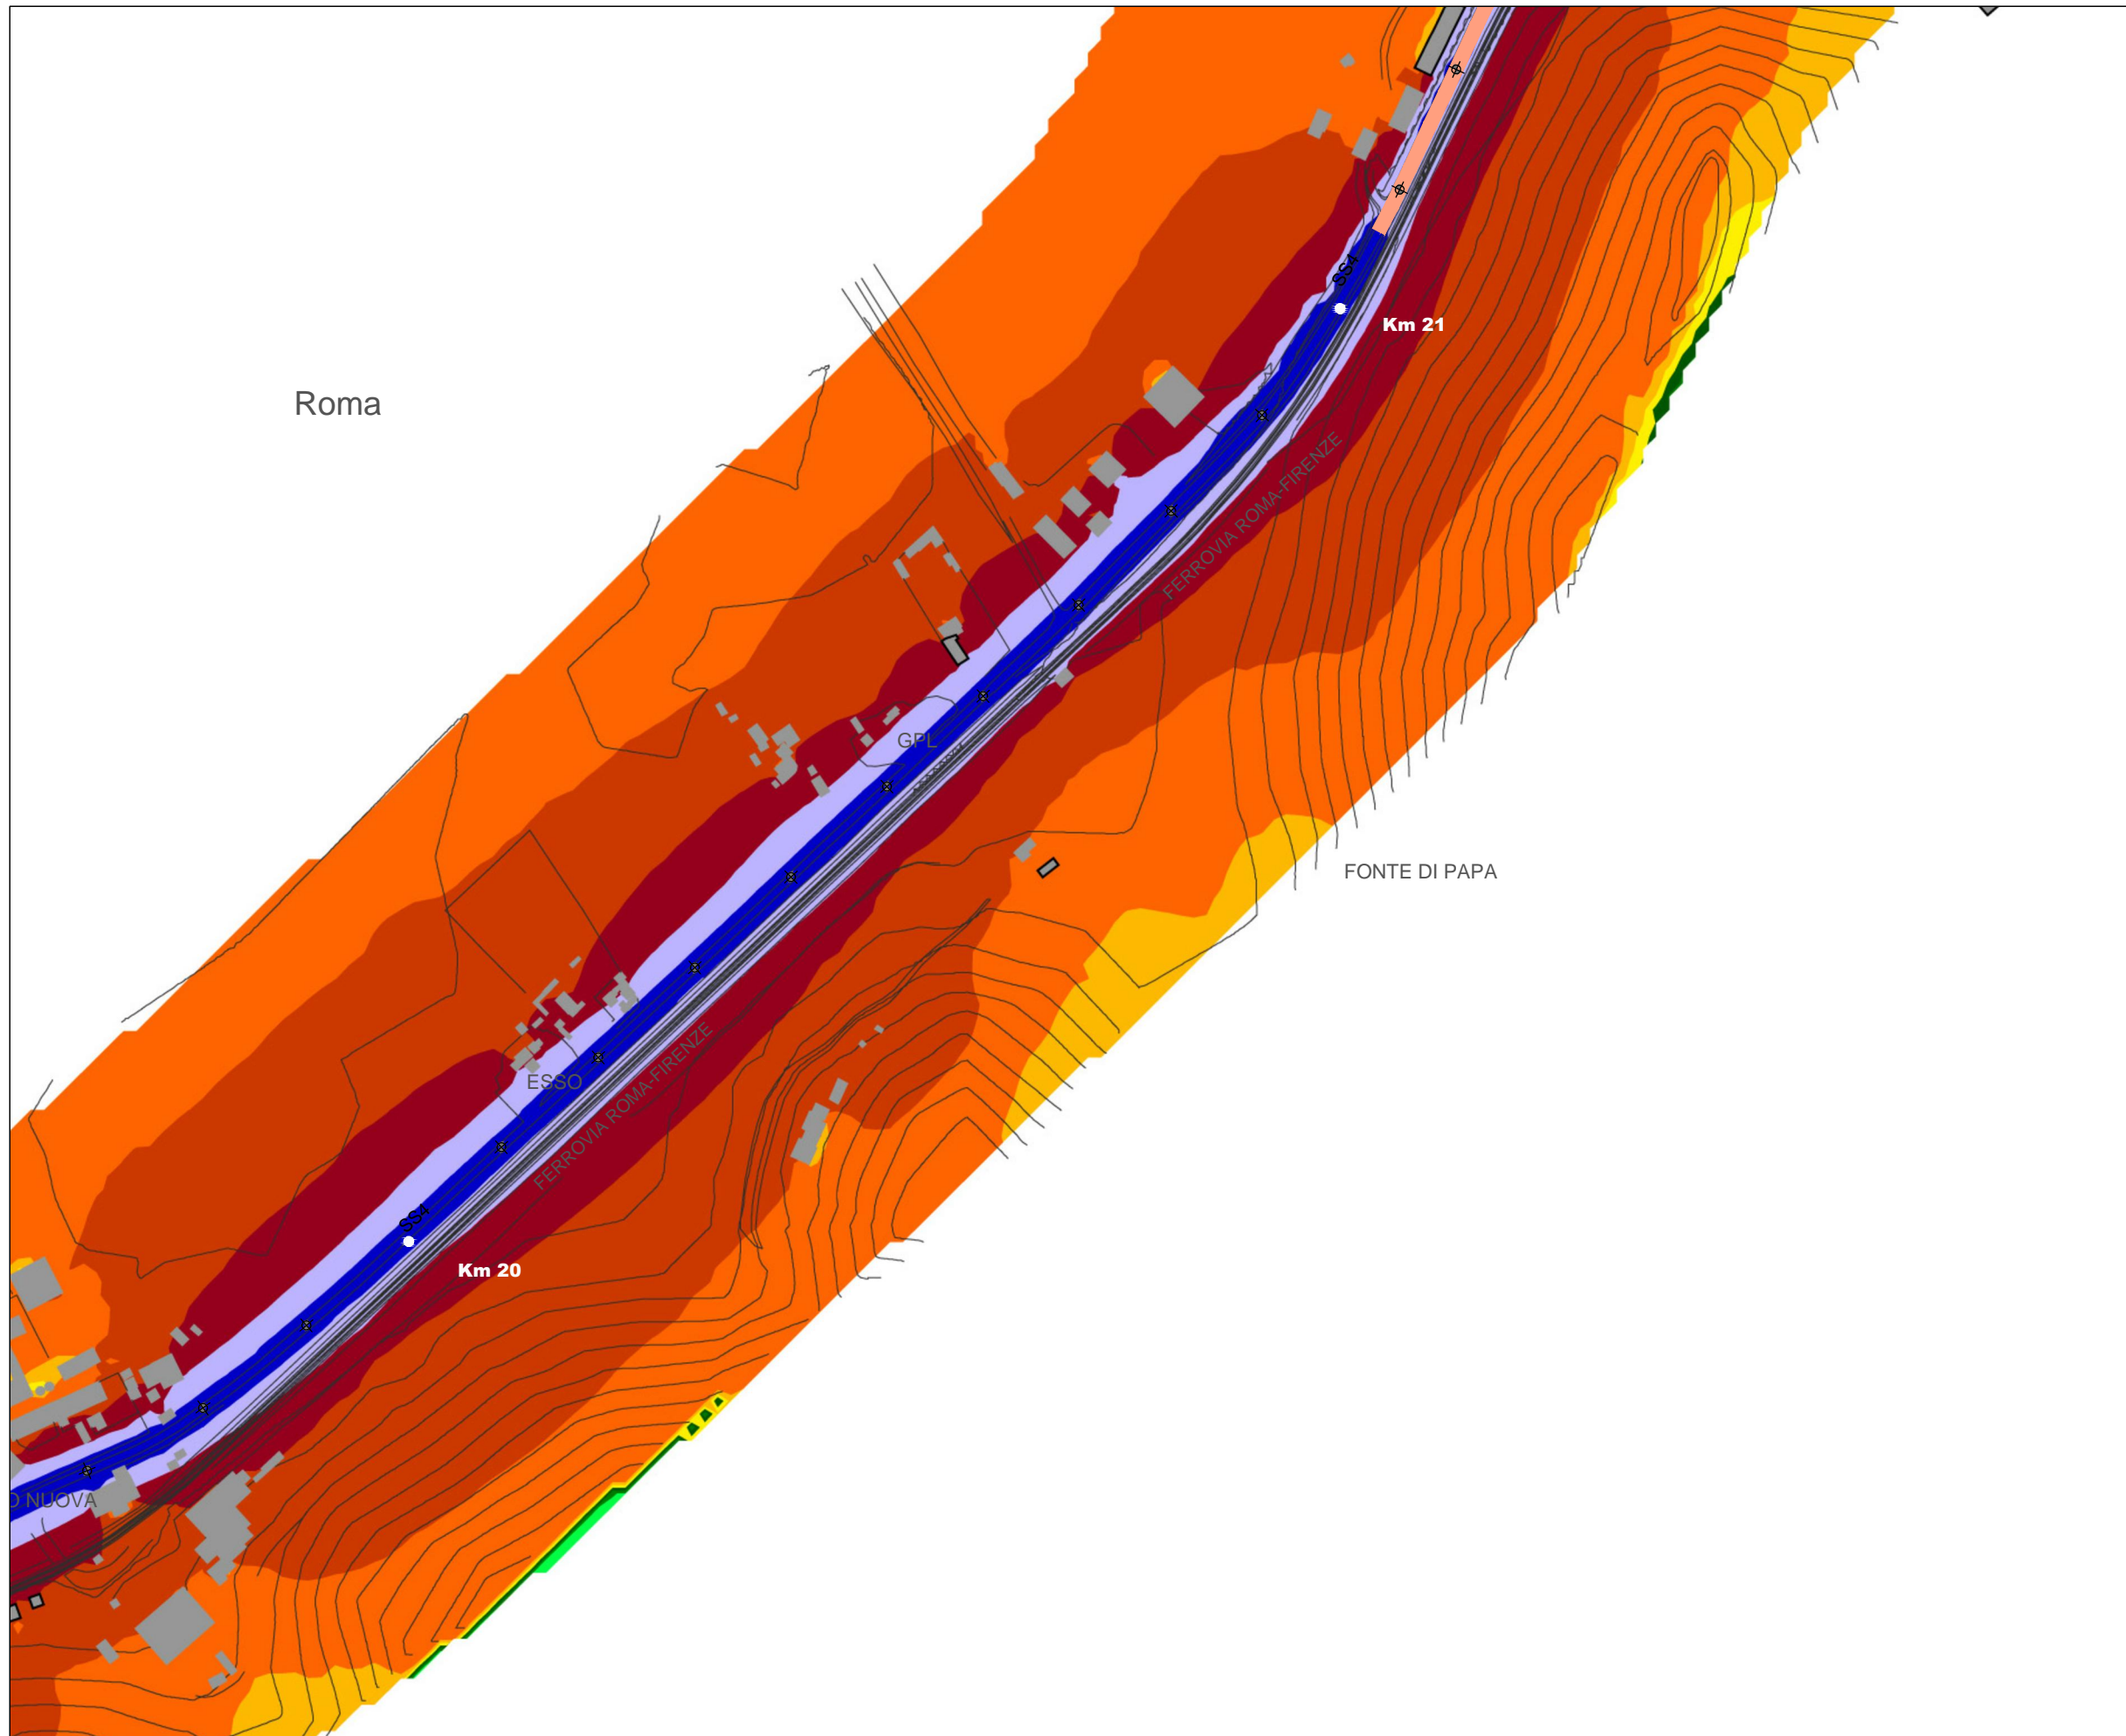 SS4
Km 21
Roma
FERROVIA ROMA-FIRENZE
GPL
FONTE DI PAPA
ESSO
FERROVIA ROMA-FIRENZE
SS4
Km 20
O NUOVA